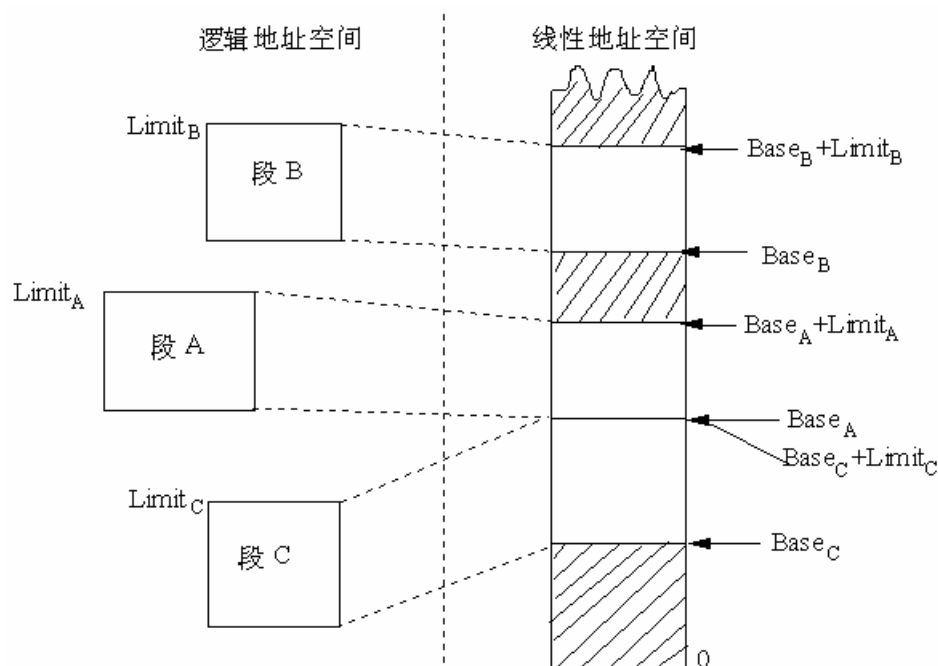 逻辑地址空间
线性地址空间
Limit_B
段 B
Base_B+Limit_B
Base_B
Limit_A
段 A
Base_A+Limit_A
Base_A
Base_C+Limit_C
Limit_C
段 C
Base_C
0